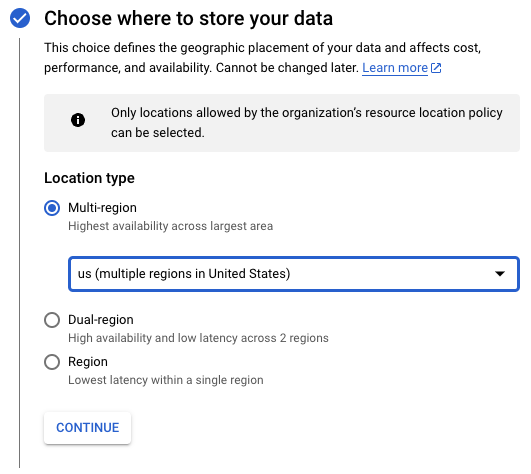 Choose where to store your data
This choice defines the geographic placement of your data and affects cost,
performance, and availability. Cannot be changed later. Learn more
Only locations allowed by the organization's resource location policy
can be selected.
Location type
Multi-region
Highest availability across largest area
us (multiple regions in United States)
Dual-region
High availability and low latency across 2 regions
Region
Lowest latency within a single region
CONTINUE